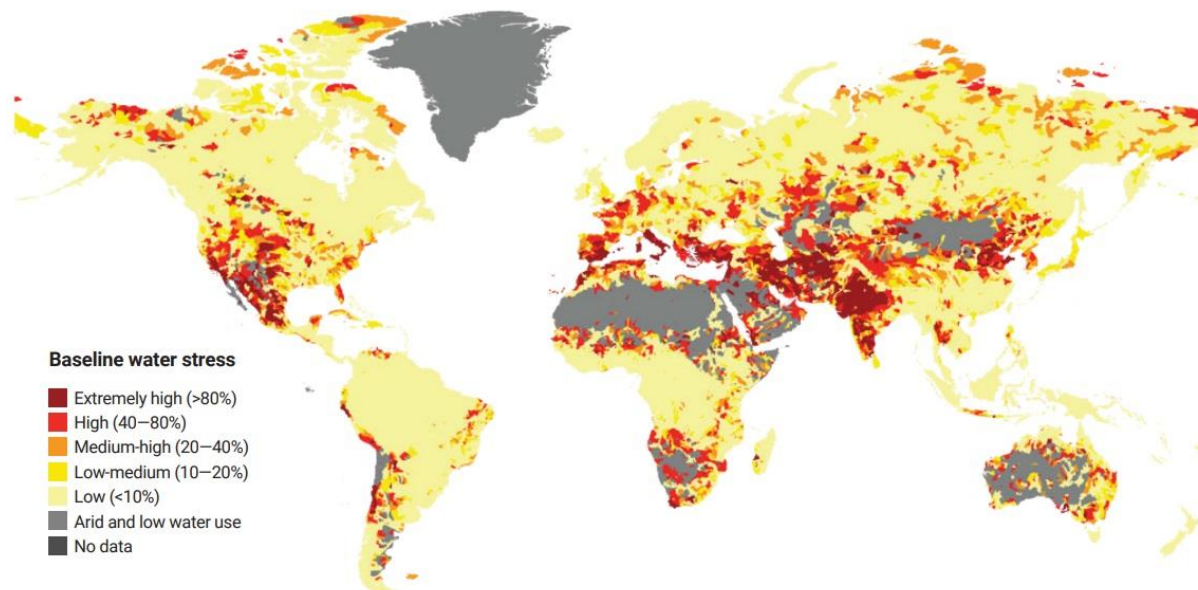 Baseline water stress
Extremely high (>80%)
High (40—80%)
Medium-high (20—40%)
Low-medium (10—20%)
Low (<10%)
Arid and low water use
No data